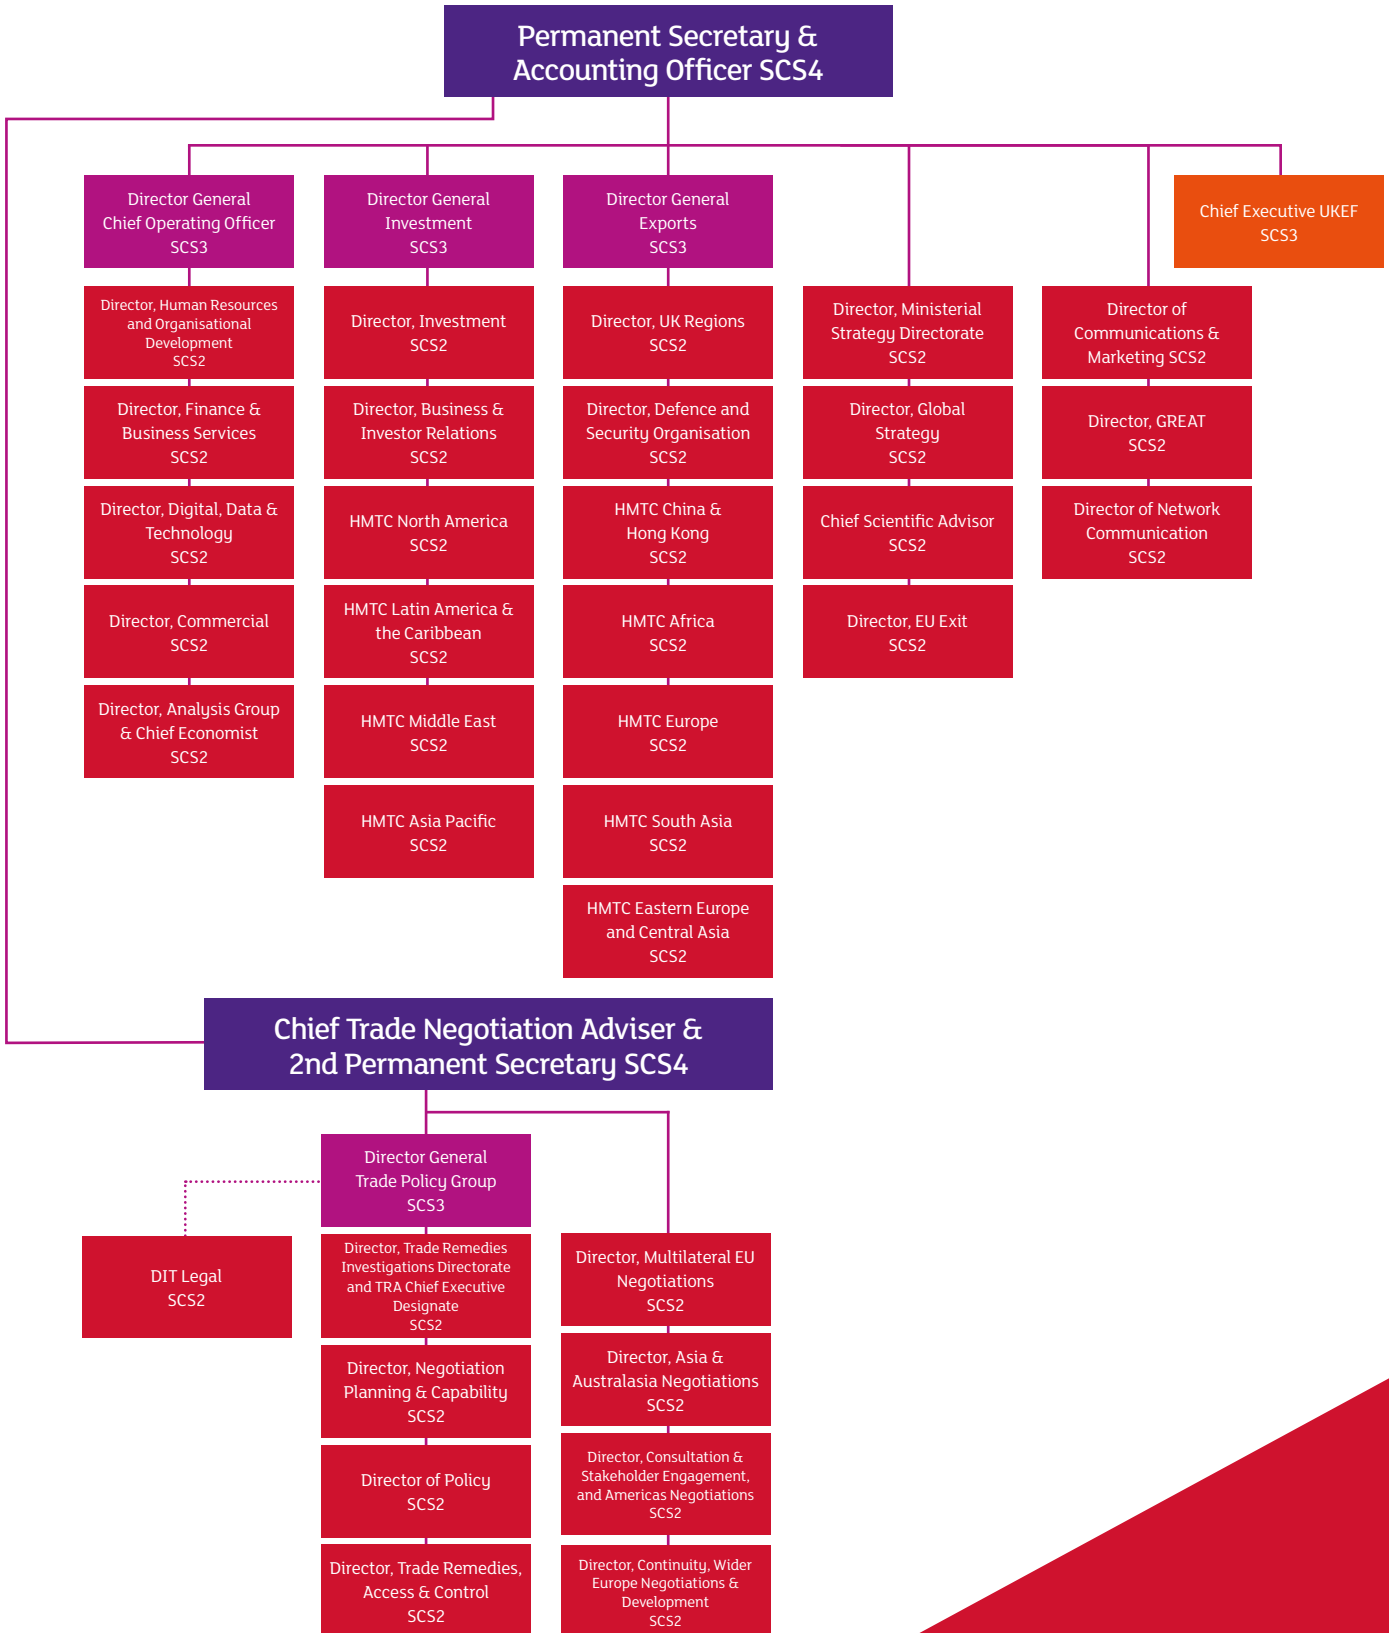 Permanent Secretary &
Accounting Officer SCS4
Director General
Chief Operating Officer
SCS3
Director General
Investment
SCS3
Director General
Exports
SCS3
Chief Executive UKEF
SCS3
Director, Human Resources
and Organisational
Development
SCS2
Director, Finance &
Business Services
SCS2
Director, Digital, Data &
Technology
SCS2
Director, Commercial
SCS2
Director, Analysis Group
& Chief Economist
SCS2
Director, Investment
SCS2
Director, Business &
Investor Relations
SCS2
HMTC North America
SCS2
HMTC Latin America &
the Caribbean
SCS2
HMTC Middle East
SCS2
HMTC Asia Pacific
SCS2
Director, UK Regions
SCS2
Director, Defence and
Security Organisation
SCS2
HMTC China &
Hong Kong
SCS2
HMTC Africa
SCS2
HMTC Europe
SCS2
HMTC South Asia
SCS2
HMTC Eastern Europe
and Central Asia
SCS2
Director, Ministerial
Strategy Directorate
SCS2
Director, Global
Strategy
SCS2
Chief Scientific Advisor
SCS2
Director, EU Exit
SCS2
Director of
Communications &
Marketing SCS2
Director, GREAT
SCS2
Director of Network
Communication
SCS2
Chief Trade Negotiation Adviser &
2nd Permanent Secretary SCS4
Director General
Trade Policy Group
SCS3
DIT Legal
SCS2
Director, Trade Remedies
Investigations Directorate
and TRA Chief Executive
Designate
SCS2
Director, Negotiation
Planning & Capability
SCS2
Director of Policy
SCS2
Director, Trade Remedies,
Access & Control
SCS2
Director, Multilateral EU
Negotiations
SCS2
Director, Asia &
Australasia Negotiations
SCS2
Director, Consultation &
Stakeholder Engagement,
and Americas Negotiations
SCS2
Director, Continuity, Wider
Europe Negotiations &
Development
SCS2